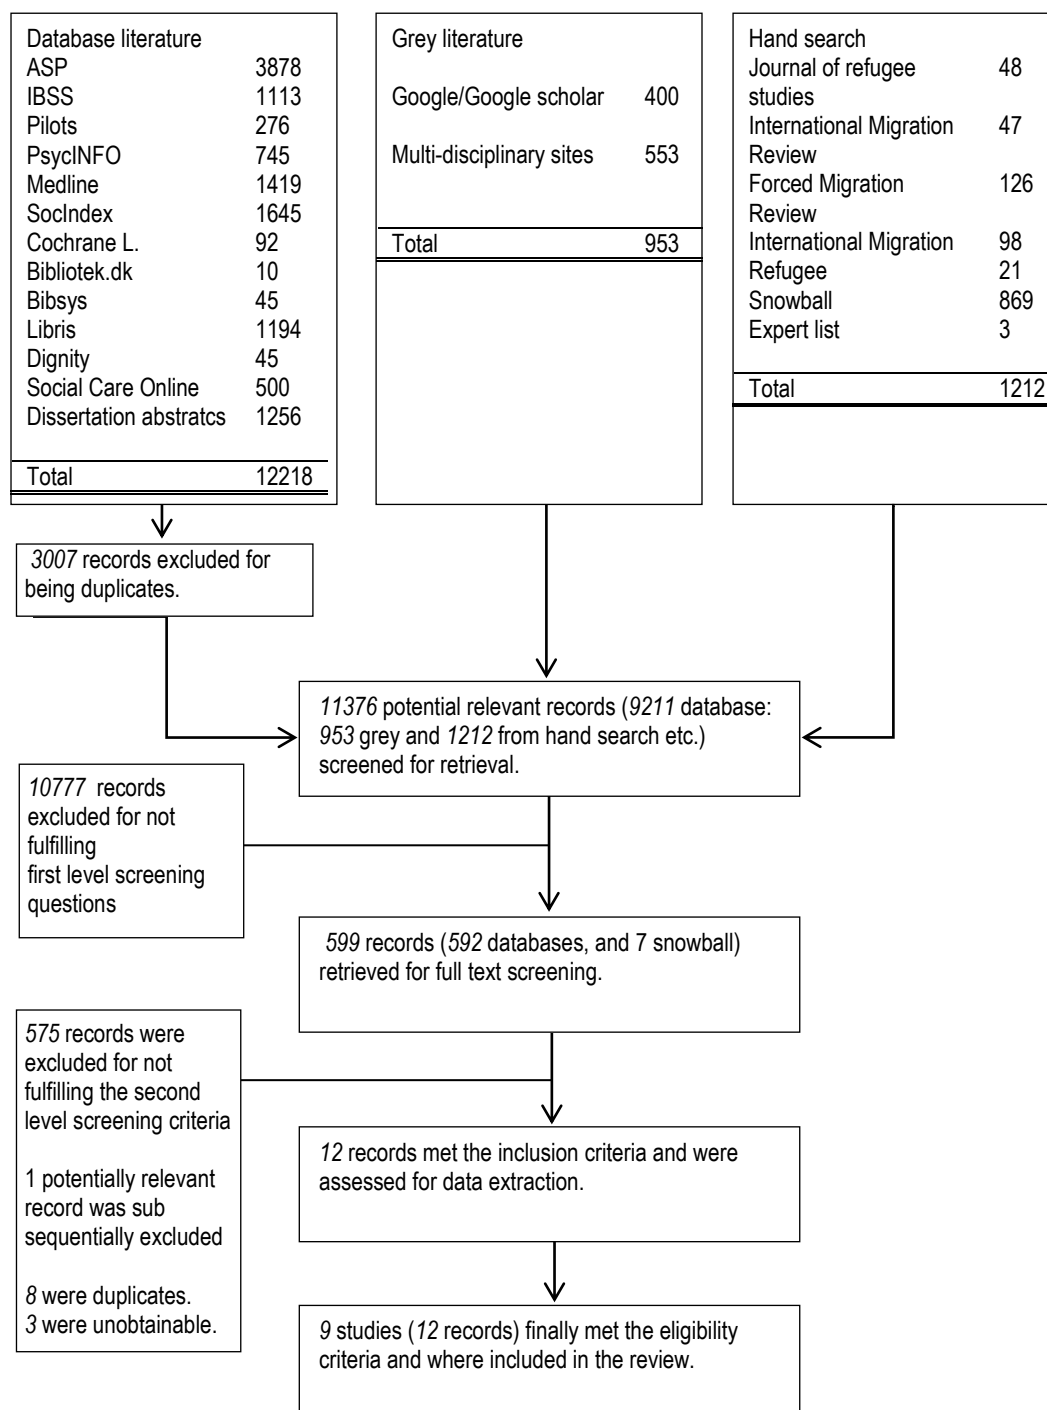 Database literature
ASP 3878
IBSS 1113
Pilots 276
PsycINFO 745
Medline 1419
SocIndex 1645
Cochrane L. 92
Bibliotek.dk 10
Bibsys 45
Libris 1194
Dignity 45
Social Care Online 500
Dissertation abstratcs 1256
Total 12218
Grey literature
Google/Google scholar 400
Multi-disciplinary sites 553
Total 953
Hand search
Journal of refugee 48
studies
International Migration 47
Review
Forced Migration 126
Review
International Migration 98
Refugee 21
Snowball 869
Expert list 3
Total 1212
3007 records excluded for
being duplicates.
11376 potential relevant records (9211 database:
953 grey and 1212 from hand search etc.)
screened for retrieval.
10777 records
excluded for not
fulfilling
first level screening
questions
599 records (592 databases, and 7 snowball)
retrieved for full text screening.
575 records were
excluded for not
fulfilling the second
level screening criteria
1 potentially relevant
record was sub
sequentially excluded
8 were duplicates.
3 were unobtainable.
12 records met the inclusion criteria and were
assessed for data extraction.
9 studies (12 records) finally met the eligibility
criteria and where included in the review.